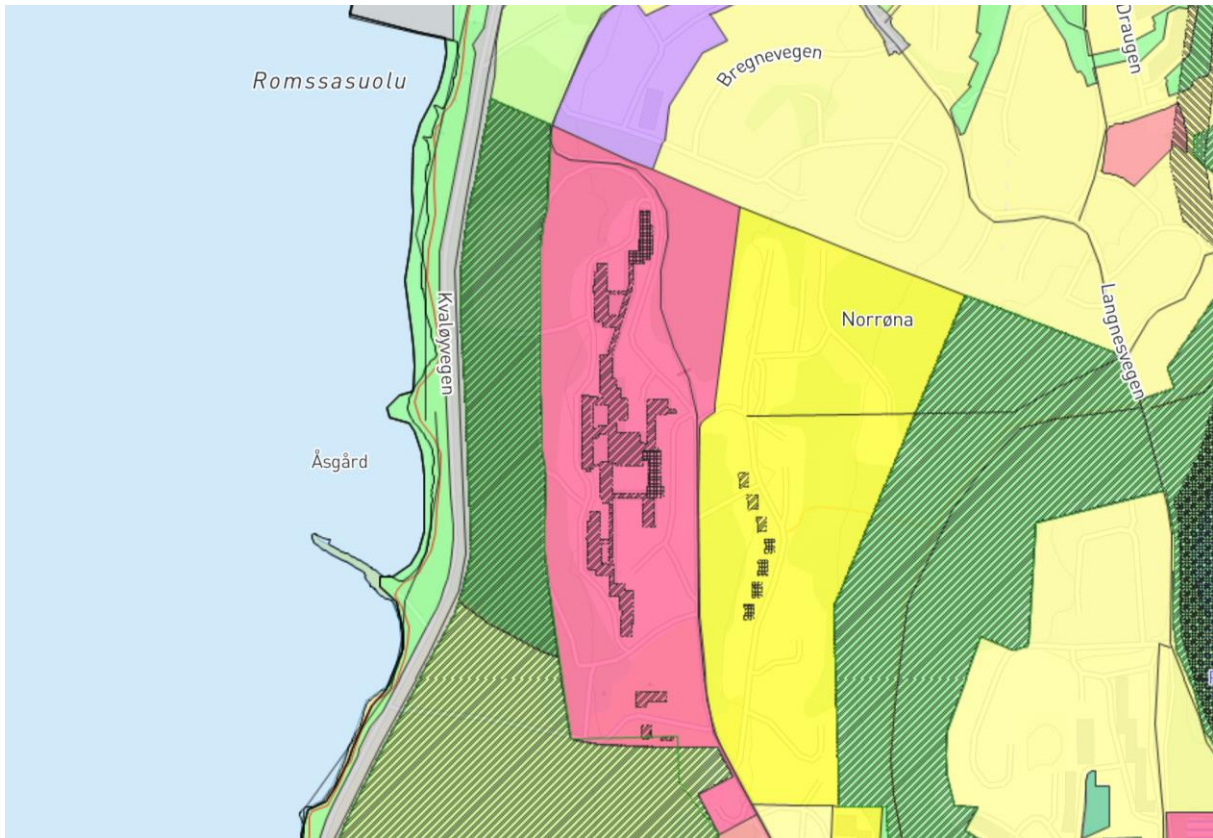 Draugen
Bregnevegen
Romssasuolu
Langnesvegen
Kvaløyvegen
Norrøna
Åsgård